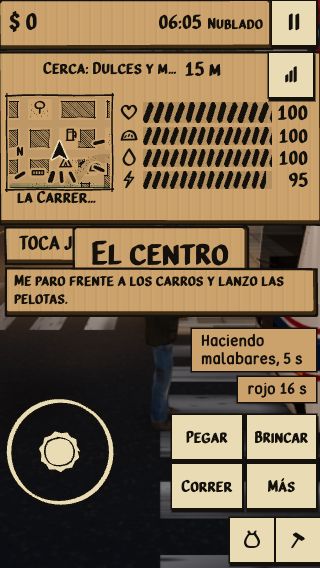 $ 0
06:05 Nublado
Cerca: Dulces y m... 15 m
100
100
100
95
N
La Carrer...
Toca J
El Centro
Me paro frente a los carros y lanzo las
pelotas.
Haciendo
malabares, 5 s
rojo 16 s
Pegar
Brincar
Correr
Más